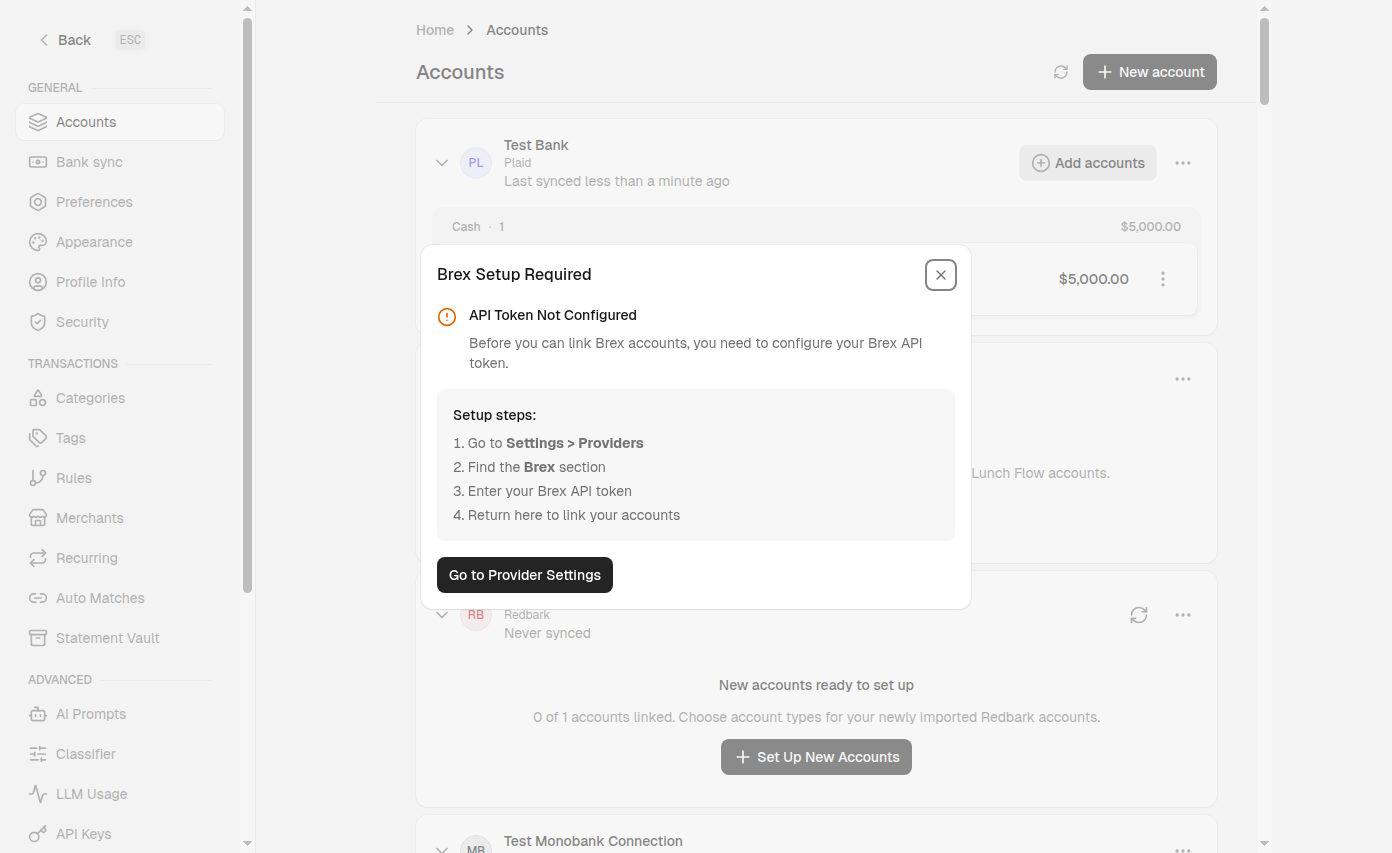 Back
ESC
GENERAL
Accounts
Bank sync
Preferences
Appearance
Profile Info
Security
TRANSACTIONS
Categories
Tags
Rules
Merchants
Recurring
Auto Matches
Statement Vault
ADVANCED
AI Prompts
Classifier
LLM Usage
API Keys
Home > Accounts
Accounts
New account
PL
Test Bank
Plaid
Last synced less than a minute ago
Add accounts
Cash · 1
$5,000.00
$5,000.00
Brex Setup Required
API Token Not Configured
Before you can link Brex accounts, you need to configure your Brex API
token.
Setup steps:
1. Go to Settings > Providers
2. Find the Brex section
3. Enter your Brex API token
4. Return here to link your accounts
Go to Provider Settings
Lunch Flow accounts.
RB
Redbark
Never synced
New accounts ready to set up
0 of 1 accounts linked. Choose account types for your newly imported Redbark accounts.
Set Up New Accounts
MB
Test Monobank Connection